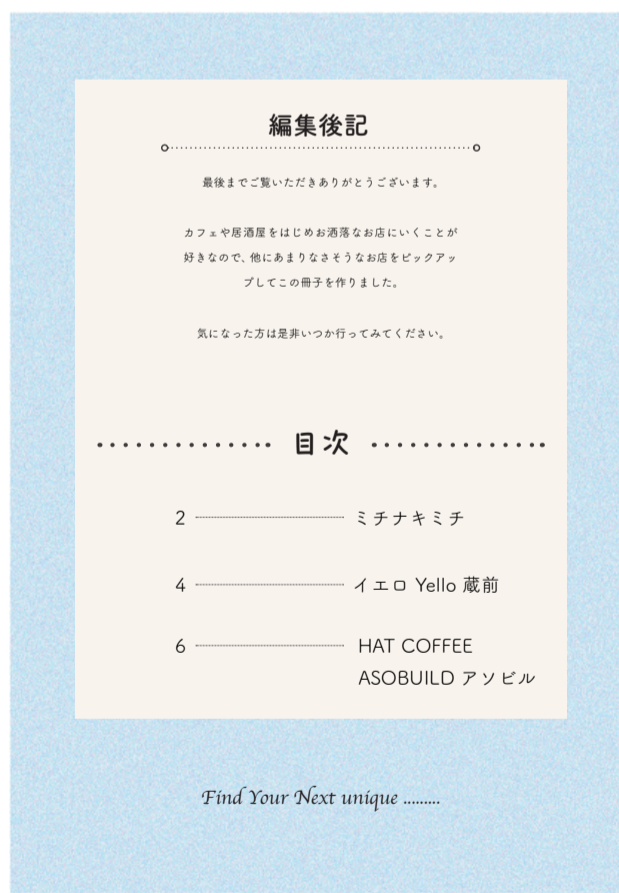 編集後記
最後までご覧いただきありがとうございます。
カフェや居酒屋をはじめお洒落なお店にいくことが
好きなので、他にあまりなさそうなお店をピックアッ
プしてこの冊子を作りました。
気になった方は是非いつか行ってみてください。
目次
2 ミチナキミチ
4 イエロ Yello 蔵前
6 HAT COFFEE
ASOBUILD アソビル
Find Your Next unique .........